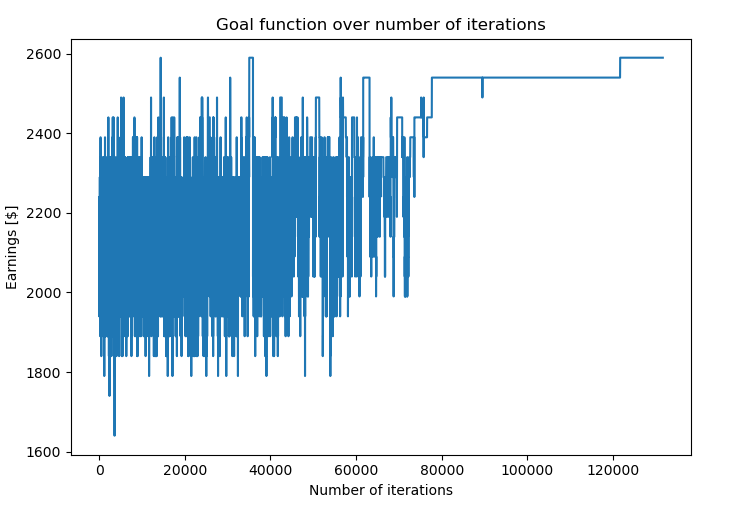 Goal function over number of iterations
2600
2400
2200
2000
1800
1600
Earnings [$]
0 20000 40000 60000 80000 100000 120000
Number of iterations